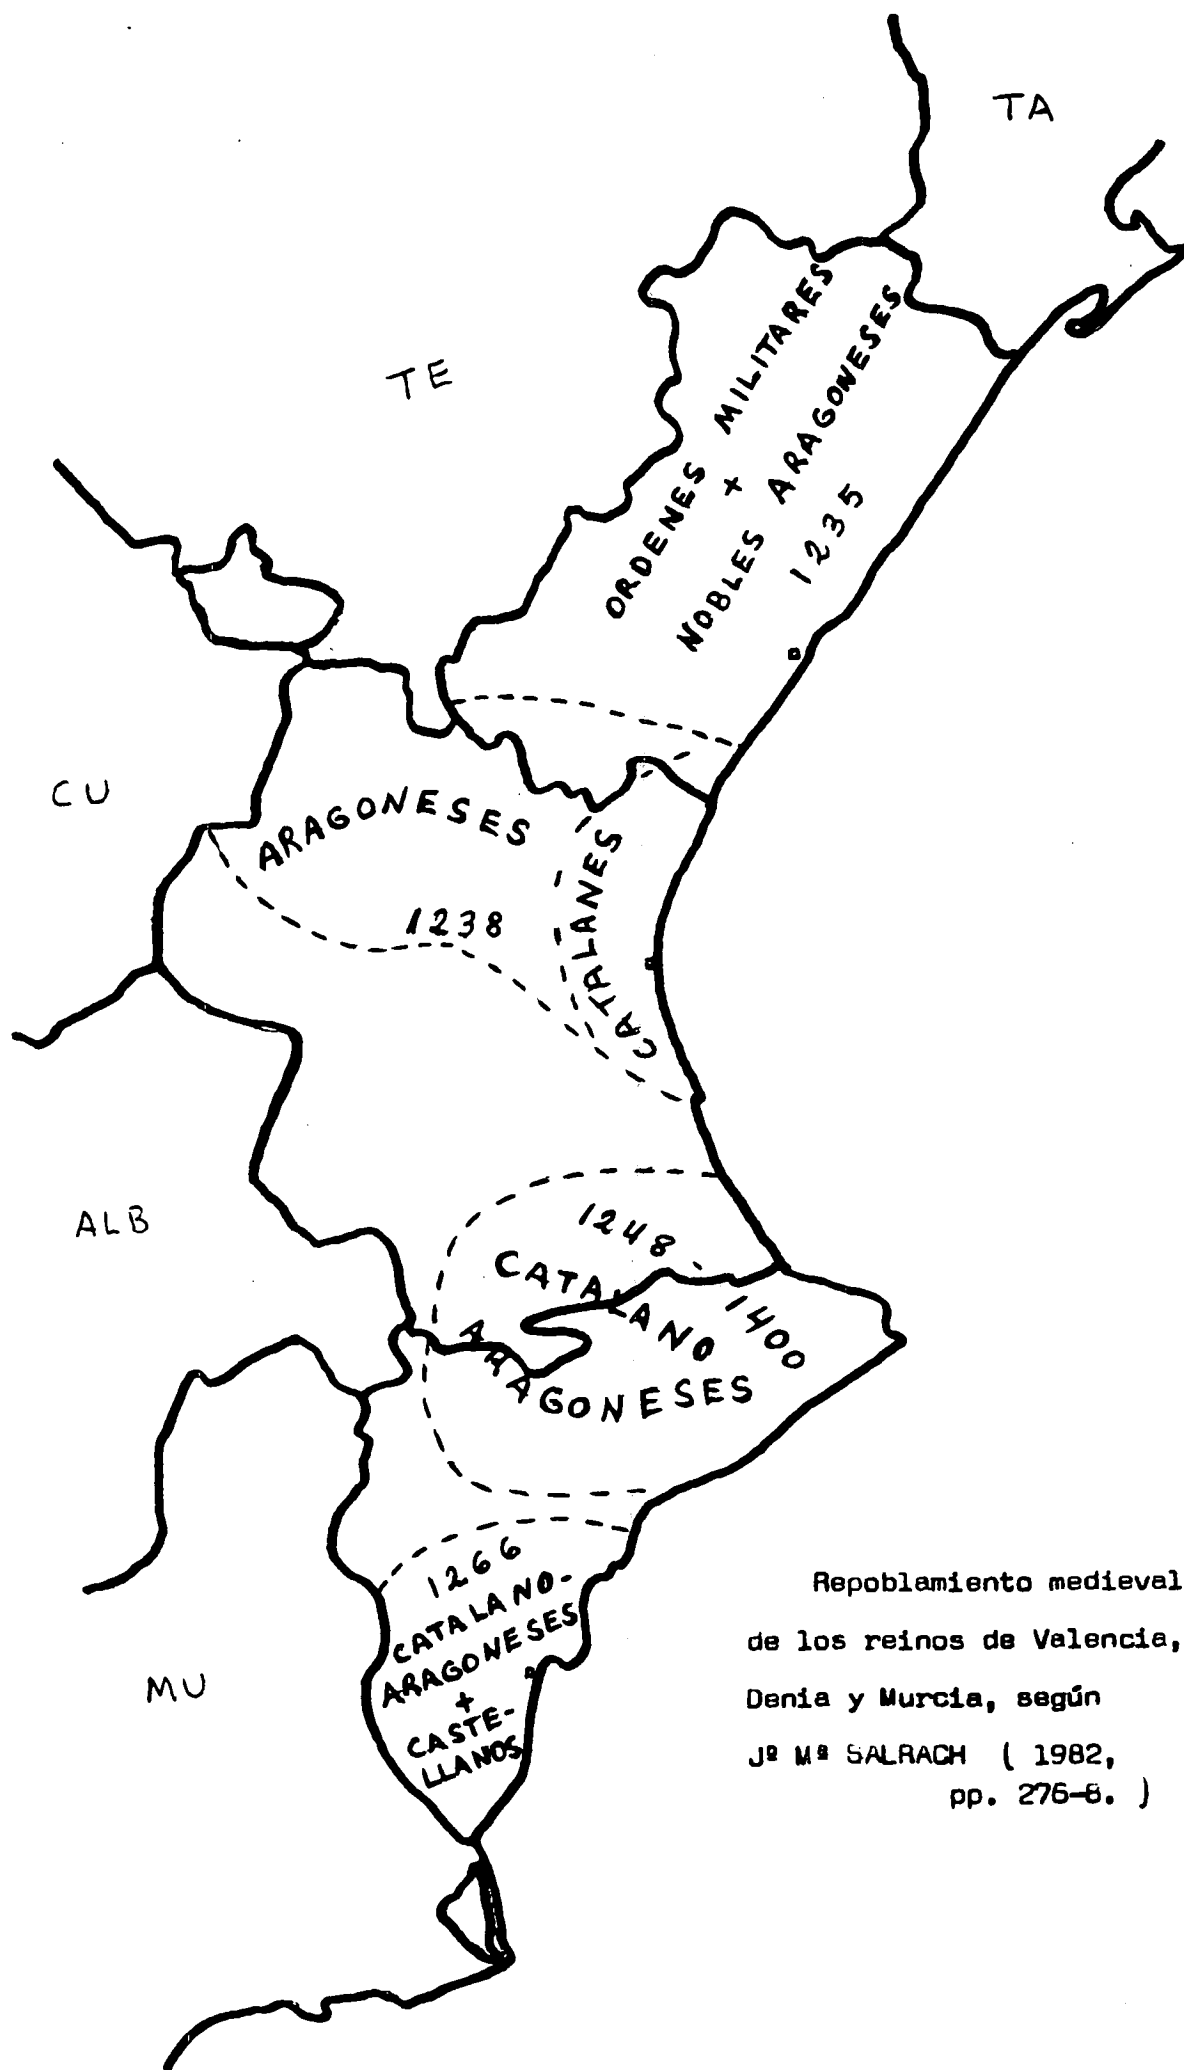 TA
TE
ORDENES MILITARES
+
NOBLES ARAGONESES
1235
CU
ARAGONESES
1238
CATALANES
ALB
1248-1400
CATALANO
ARAGONESES
1266
CATALANO-
ARAGONESES
+
CASTE-
LLANOS
MU
Repoblamiento medieval
de los reinos de Valencia,
Denia y Murcia, según
Jº Mª SALRACH ( 1982,
pp. 276-8. )